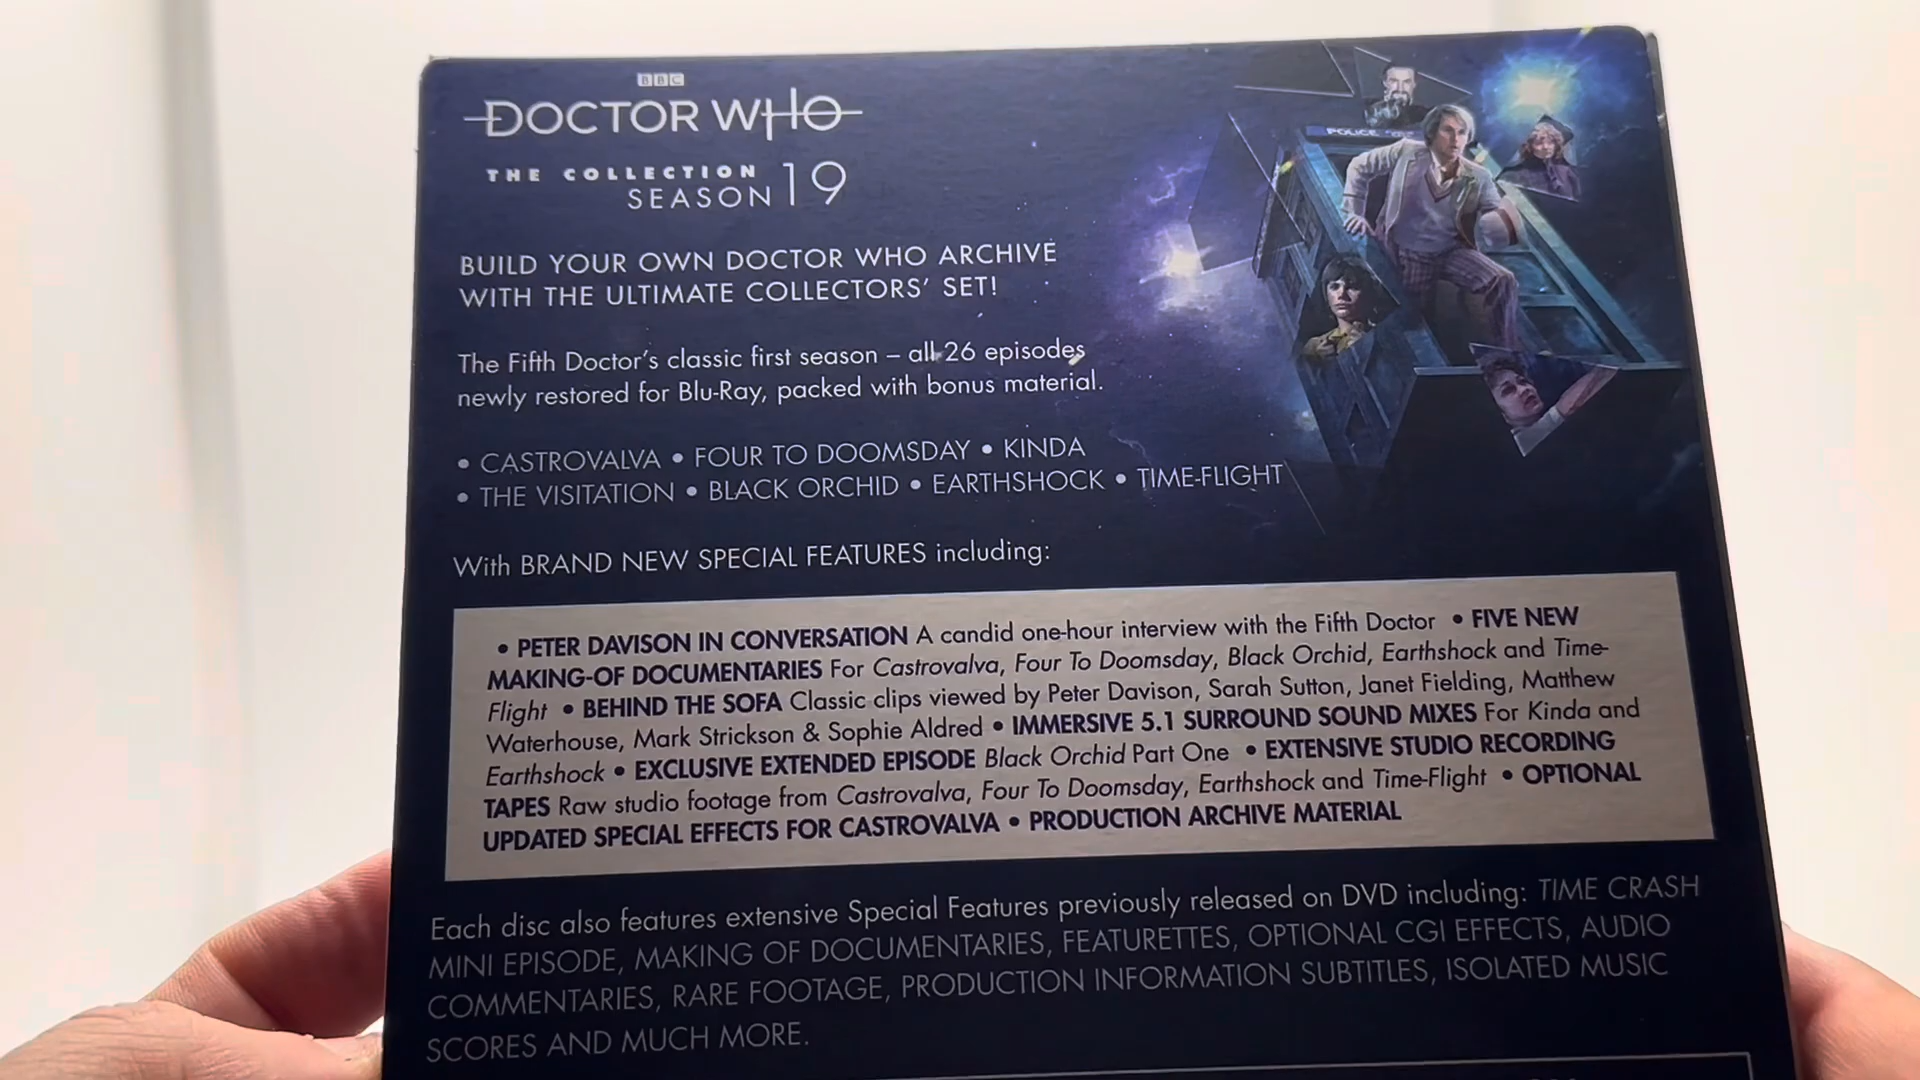 BBC
DOCTOR WHO
THE COLLECTION
SEASON 19
POLICE
BUILD YOUR OWN DOCTOR WHO ARCHIVE
WITH THE ULTIMATE COLLECTORS' SET!
The Fifth Doctor's classic first season – all 26 episodes
newly restored for Blu-Ray, packed with bonus material.
• CASTROVALVA • FOUR TO DOOMSDAY • KINDA
• THE VISITATION • BLACK ORCHID • EARTHSHOCK • TIME-FLIGHT
With BRAND NEW SPECIAL FEATURES including:
• PETER DAVISON IN CONVERSATION A candid one-hour interview with the Fifth Doctor • FIVE NEW
MAKING-OF DOCUMENTARIES For Castrovalva, Four To Doomsday, Black Orchid, Earthshock and Time-
Flight • BEHIND THE SOFA Classic clips viewed by Peter Davison, Sarah Sutton, Janet Fielding, Matthew
Waterhouse, Mark Strickson & Sophie Aldred • IMMERSIVE 5.1 SURROUND SOUND MIXES For Kinda and
Earthshock • EXCLUSIVE EXTENDED EPISODE Black Orchid Part One • EXTENSIVE STUDIO RECORDING
TAPES Raw studio footage from Castrovalva, Four To Doomsday, Earthshock and Time-Flight • OPTIONAL
UPDATED SPECIAL EFFECTS FOR CASTROVALVA • PRODUCTION ARCHIVE MATERIAL
Each disc also features extensive Special Features previously released on DVD including: TIME CRASH
MINI EPISODE, MAKING OF DOCUMENTARIES, FEATURETTES, OPTIONAL CGI EFFECTS, AUDIO
COMMENTARIES, RARE FOOTAGE, PRODUCTION INFORMATION SUBTITLES, ISOLATED MUSIC
SCORES AND MUCH MORE.